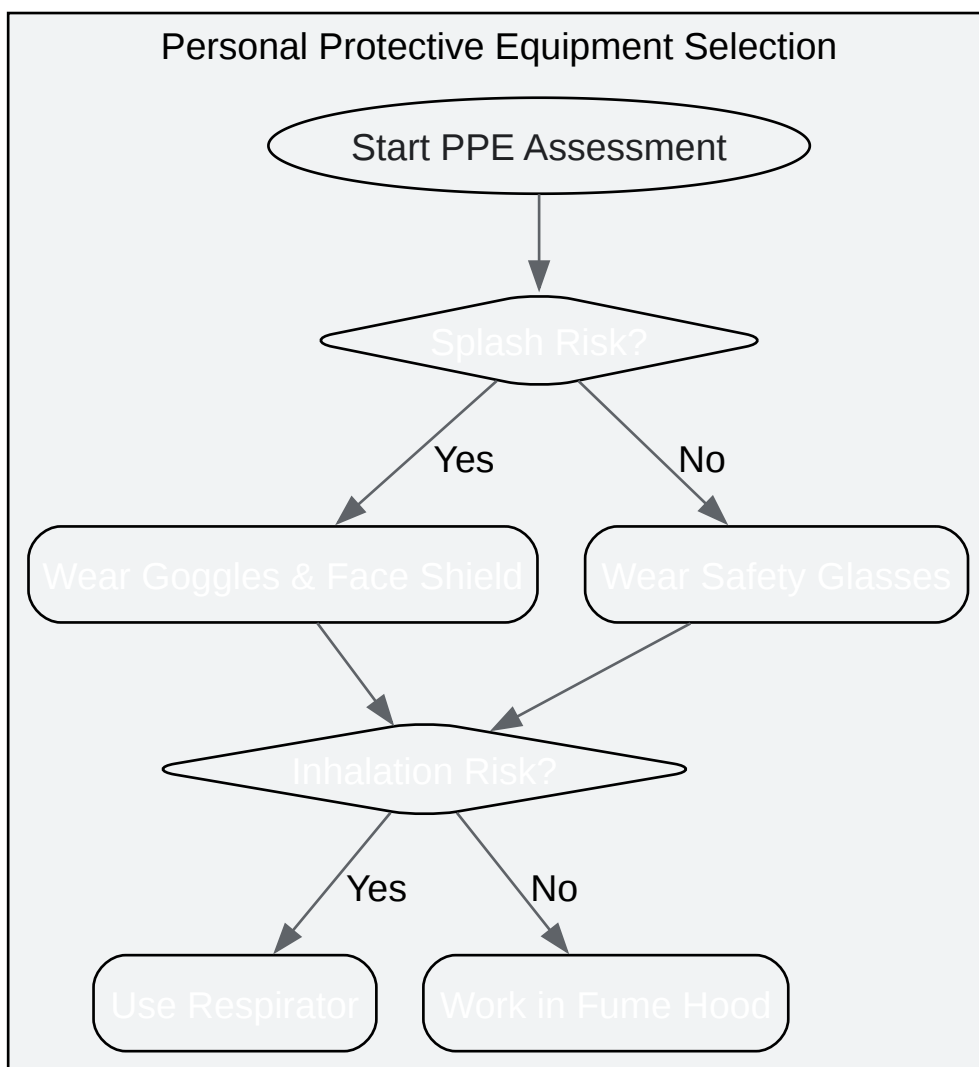 Personal Protective Equipment Selection
Start PPE Assessment
Splash Risk?
Yes
No
Wear Goggles & Face Shield
Wear Safety Glasses
Inhalation Risk?
Yes
No
Use Respirator
Work in Fume Hood